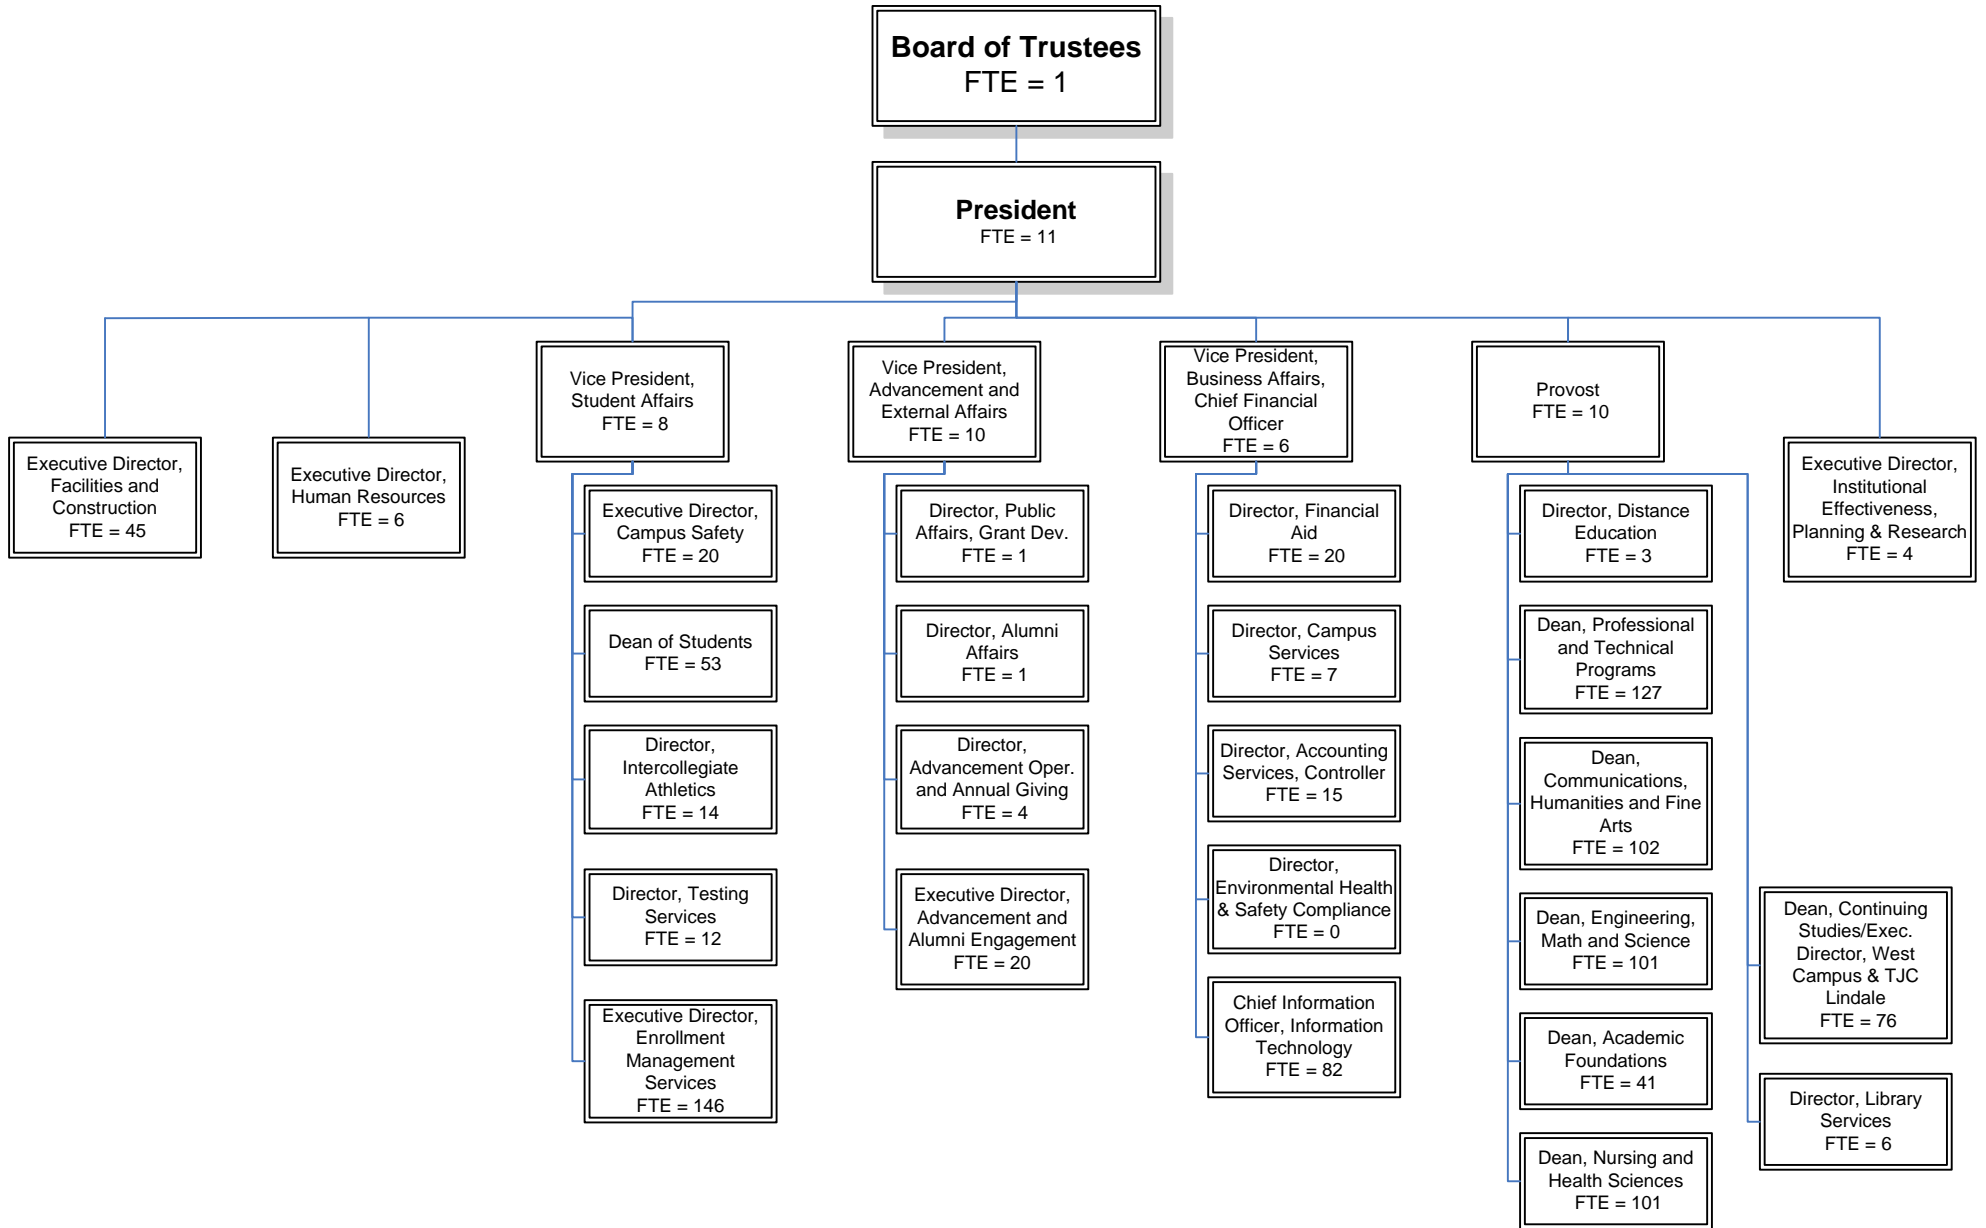 Board of Trustees
FTE = 1
President
FTE = 11
Executive Director,
Facilities and
Construction
FTE = 45
Executive Director,
Human Resources
FTE = 6
Vice President,
Student Affairs
FTE = 8
Executive Director,
Campus Safety
FTE = 20
Dean of Students
FTE = 53
Director,
Intercollegiate
Athletics
FTE = 14
Director, Testing
Services
FTE = 12
Executive Director,
Enrollment
Management
Services
FTE = 146
Vice President,
Advancement and
External Affairs
FTE = 10
Director, Public
Affairs, Grant Dev.
FTE = 1
Director, Alumni
Affairs
FTE = 1
Director,
Advancement Oper.
and Annual Giving
FTE = 4
Executive Director,
Advancement and
Alumni Engagement
FTE = 20
Vice President,
Business Affairs,
Chief Financial
Officer
FTE = 6
Director, Financial
Aid
FTE = 20
Director, Campus
Services
FTE = 7
Director, Accounting
Services, Controller
FTE = 15
Director,
Environmental Health
& Safety Compliance
FTE = 0
Chief Information
Officer, Information
Technology
FTE = 82
Provost
FTE = 10
Director, Distance
Education
FTE = 3
Dean, Professional
and Technical
Programs
FTE = 127
Dean,
Communications,
Humanities and Fine
Arts
FTE = 102
Dean, Engineering,
Math and Science
FTE = 101
Dean, Academic
Foundations
FTE = 41
Dean, Nursing and
Health Sciences
FTE = 101
Dean, Continuing
Studies/Exec.
Director, West
Campus & TJC
Lindale
FTE = 76
Director, Library
Services
FTE = 6
Executive Director,
Institutional
Effectiveness,
Planning & Research
FTE = 4